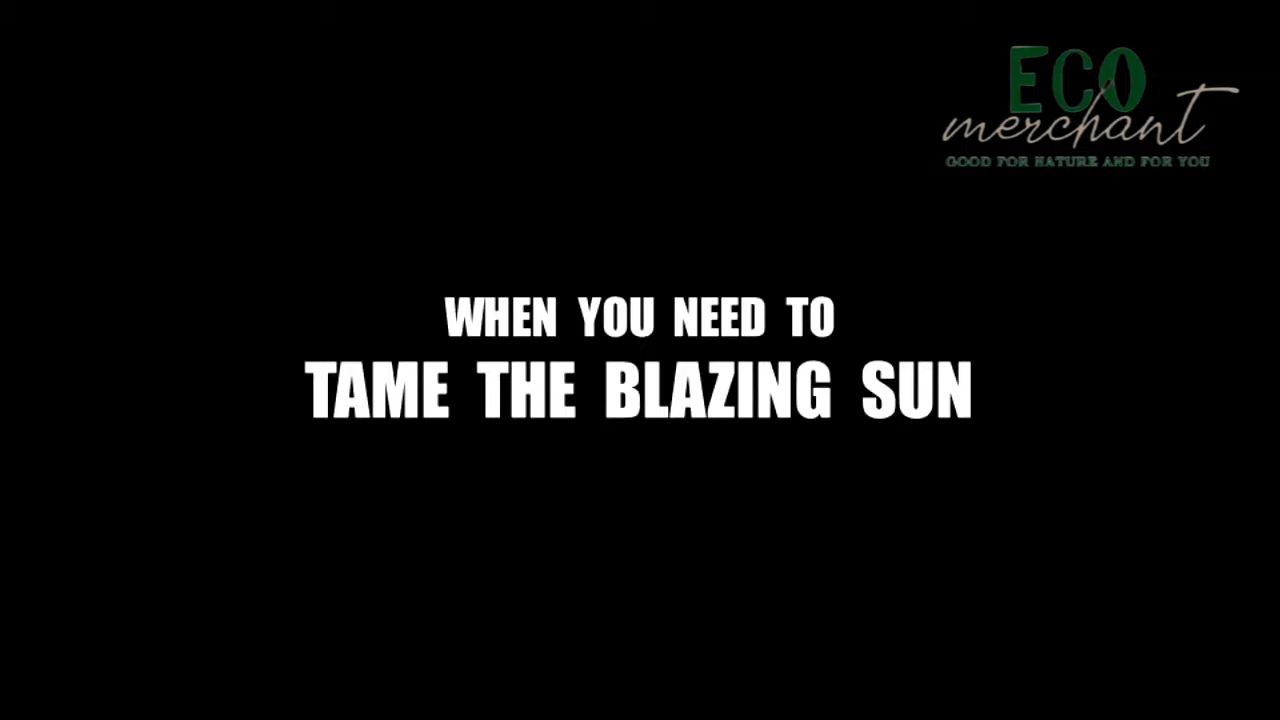 ECO
merchant
GOOD FOR NATURE AND FOR YOU
WHEN YOU NEED TO
TAME THE BLAZING SUN